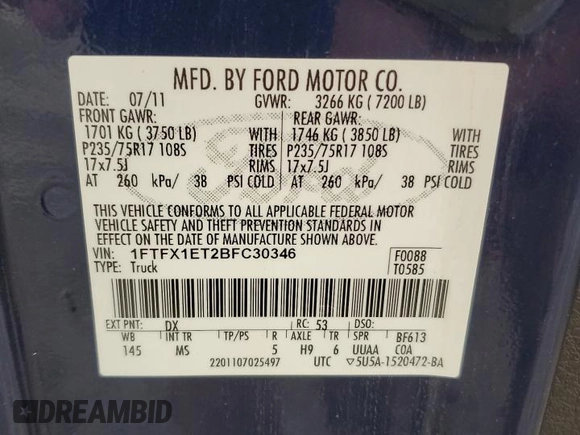 MFD. BY FORD MOTOR CO.
DATE: 07/11 GVWR: 3266 KG ( 7200 LB)
FRONT GAWR: REAR GAWR:
1701 KG ( 3750 LB) WITH 1746 KG ( 3850 LB) WITH
P235/75R17 108S TIRES P235/75R17 108S TIRES
17x7.5J RIMS 17x7.5J RIMS
AT 260 kPa/ 38 PSI COLD AT 260 kPa/ 38 PSI COLD
THIS VEHICLE CONFORMS TO ALL APPLICABLE FEDERAL MOTOR
VEHICLE SAFETY AND THEFT PREVENTION STANDARDS IN
EFFECT ON THE DATE OF MANUFACTURE SHOWN ABOVE.
VIN: 1FTFX1ET2BFC30346 F0088
TYPE: Truck T0585
EXT PNT: DX RC: 53 DSO:
WB INT TR TP/PS R AXLE TR SPR BF613
145 MS 5 H9 6 UUAA COA
2201107025497 UTC ▽5U5A-1520472-BA
Ford
DREAMBID